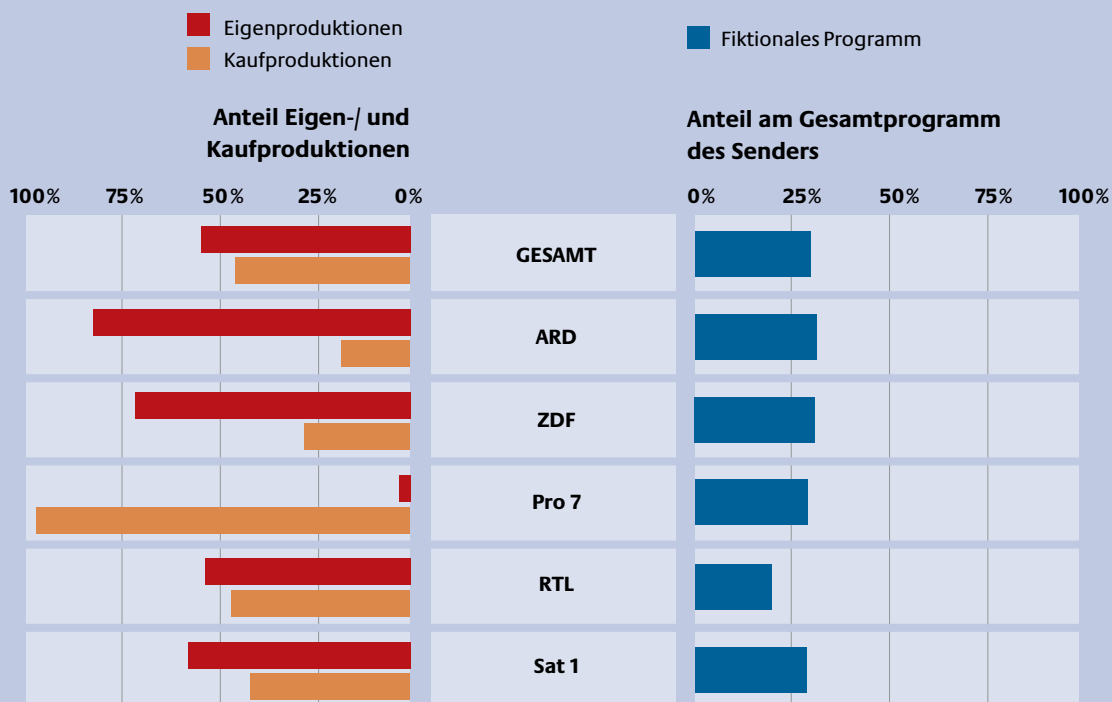 Eigenproduktionen
Kaufproduktionen
Fiktionales Programm
Anteil Eigen-/ und
Kaufproduktionen
Anteil am Gesamtprogramm
des Senders
100% 75% 50% 25% 0%
0% 25% 50% 75% 100%
GESAMT
ARD
ZDF
Pro 7
RTL
Sat 1